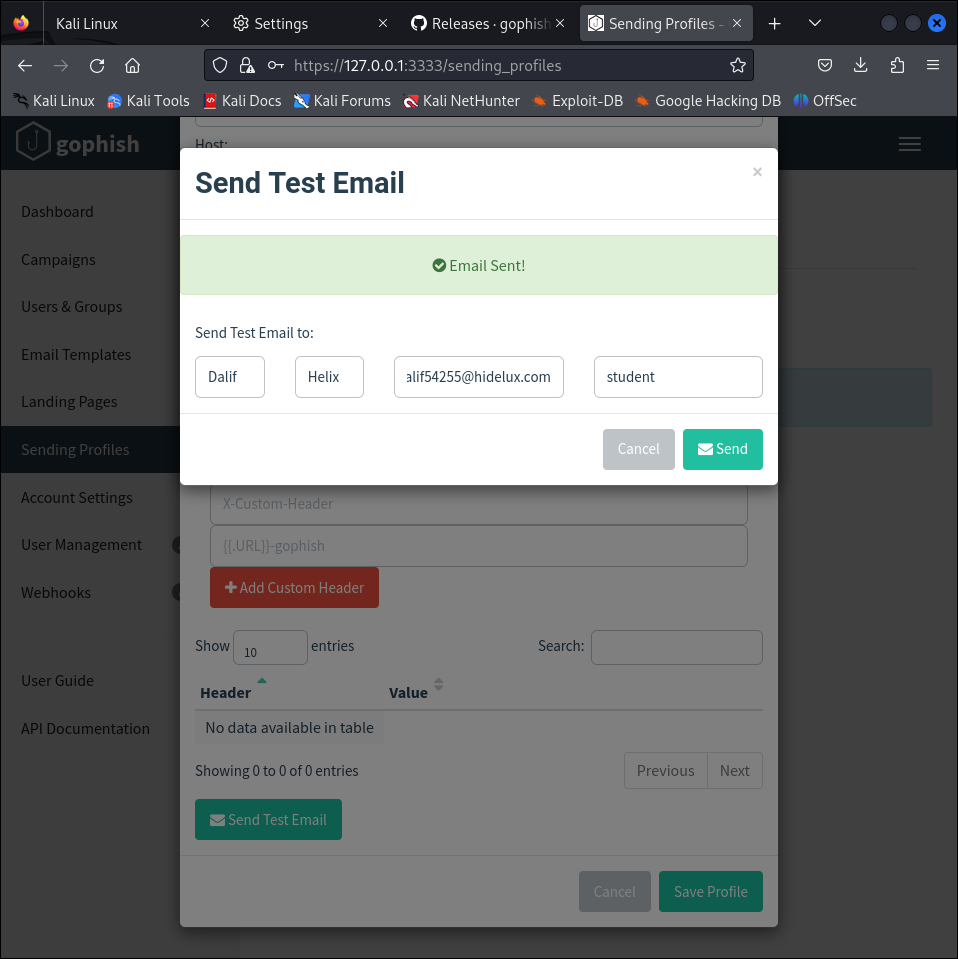 Kali Linux
Settings
Releases · gophish
Sending Profiles -
https://127.0.0.1:3333/sending_profiles
Kali Linux Kali Tools Kali Docs Kali Forums Kali NetHunter Exploit-DB Google Hacking DB OffSec
gophish
Host:
Send Test Email
×
Dashboard
Campaigns
Users & Groups
Email Templates
Landing Pages
Sending Profiles
Account Settings
User Management
Webhooks
User Guide
API Documentation
Email Sent!
Send Test Email to:
Dalif Helix alif54255@hidelux.com student
Cancel Send
X-Custom-Header
{{.URL}}-gophish
Add Custom Header
Show 10 entries Search:
Header Value
No data available in table
Showing 0 to 0 of 0 entries Previous Next
Send Test Email
Cancel Save Profile